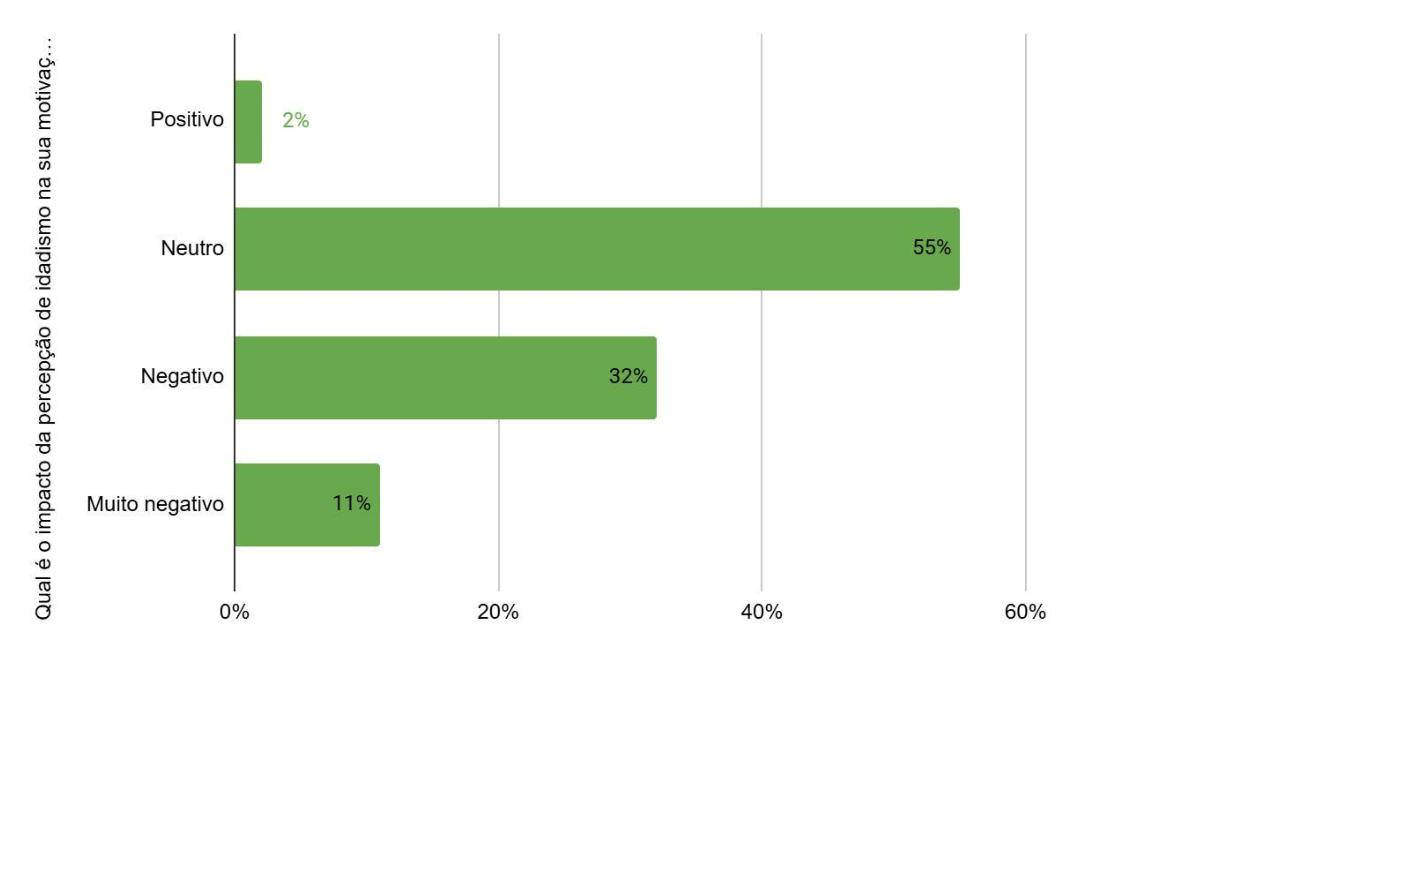 Qual é o impacto da percepção de idadismo na sua motivaç…
Positivo
2%
Neutro
55%
Negativo
32%
Muito negativo
11%
0%
20%
40%
60%